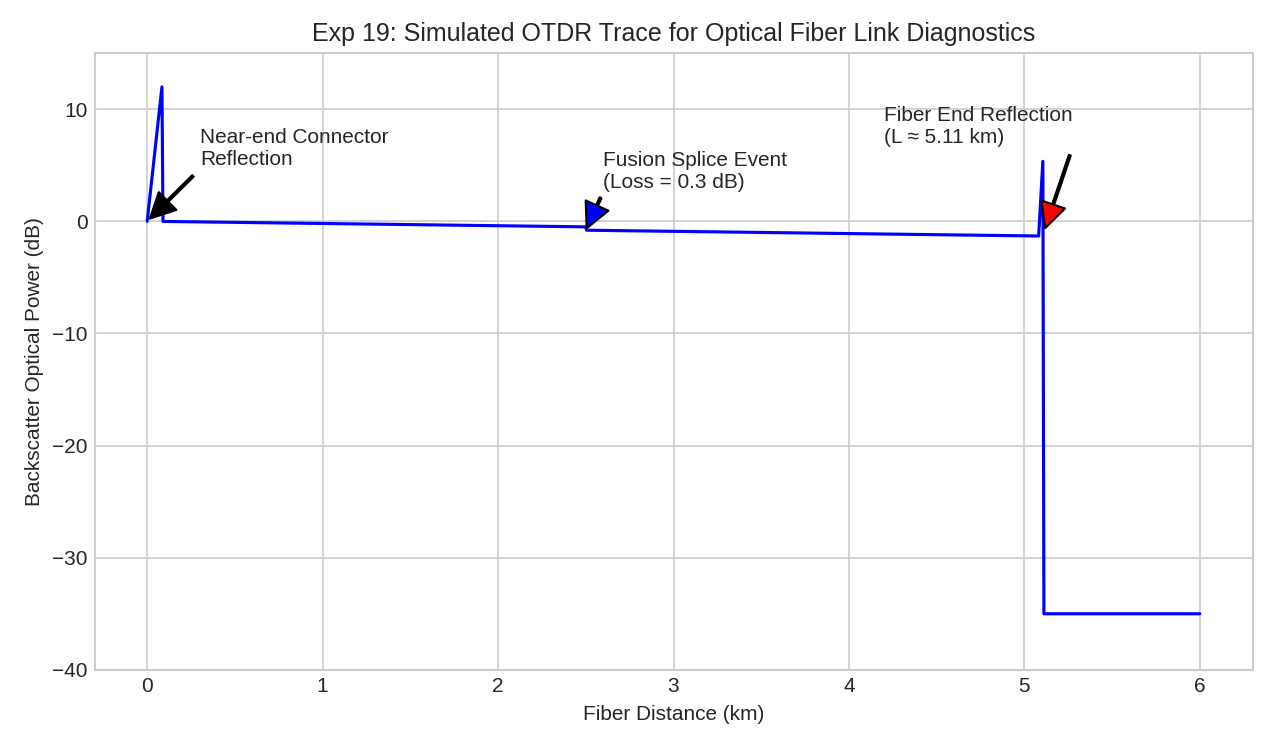 Exp 19: Simulated OTDR Trace for Optical Fiber Link Diagnostics
Near-end Connector
Reflection
Fusion Splice Event
(Loss = 0.3 dB)
Fiber End Reflection
(L ≈ 5.11 km)
Backscatter Optical Power (dB)
10
0
−10
−20
−30
−40
0 1 2 3 4 5 6
Fiber Distance (km)